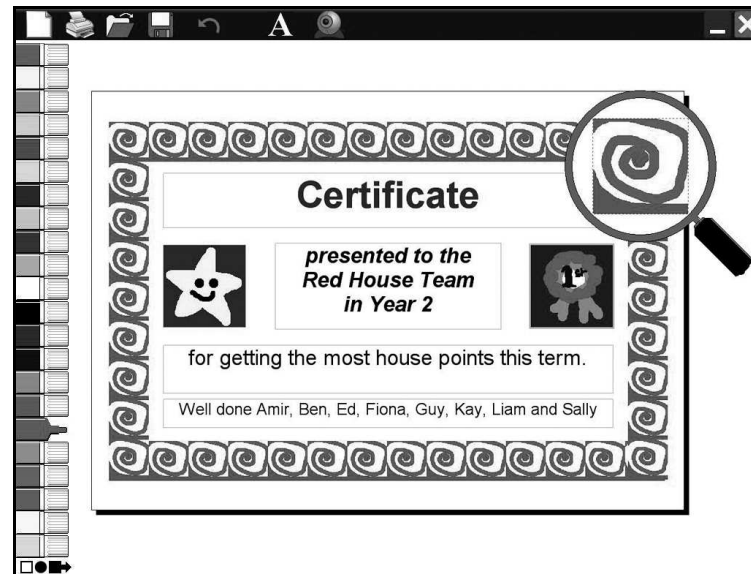 A
Certificate
presented to the
Red House Team
in Year 2
1st
for getting the most house points this term.
Well done Amir, Ben, Ed, Fiona, Guy, Kay, Liam and Sally